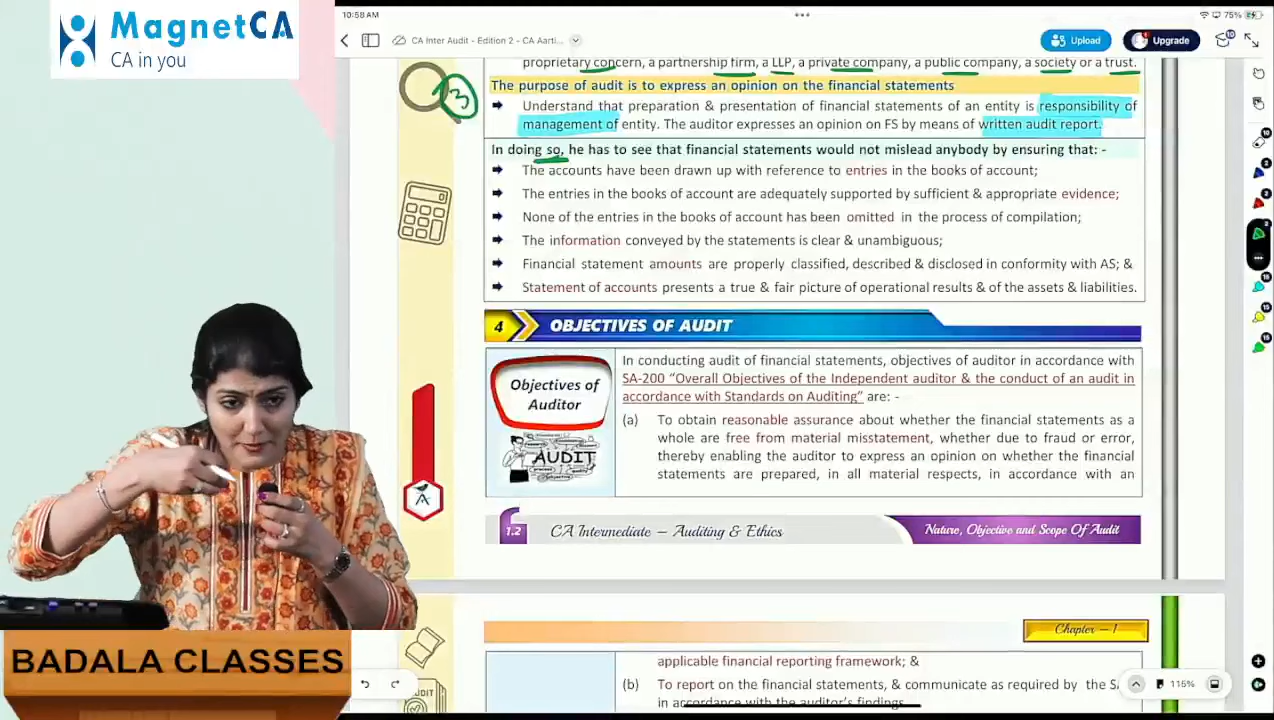 MagnetCA
CA in you
10:58 AM
75%
CA Inter Audit - Edition 2 - CA Aarti...
Upload
Upgrade
proprietary concern, a partnership firm, a LLP, a private company, a public company, a society or a trust.
3
The purpose of audit is to express an opinion on the financial statements
Understand that preparation & presentation of financial statements of an entity is responsibility of
management of entity. The auditor expresses an opinion on FS by means of written audit report.
In doing so, he has to see that financial statements would not mislead anybody by ensuring that: -
The accounts have been drawn up with reference to entries in the books of account;
The entries in the books of account are adequately supported by sufficient & appropriate evidence;
None of the entries in the books of account has been omitted in the process of compilation;
The information conveyed by the statements is clear & unambiguous;
Financial statement amounts are properly classified, described & disclosed in conformity with AS; &
Statement of accounts presents a true & fair picture of operational results & of the assets & liabilities.
4 OBJECTIVES OF AUDIT
Objectives of
Auditor
AUDIT
In conducting audit of financial statements, objectives of auditor in accordance with
SA-200 “Overall Objectives of the Independent auditor & the conduct of an audit in
accordance with Standards on Auditing” are: -
(a) To obtain reasonable assurance about whether the financial statements as a
whole are free from material misstatement, whether due to fraud or error,
thereby enabling the auditor to express an opinion on whether the financial
statements are prepared, in all material respects, in accordance with an
1.2 CA Intermediate – Auditing & Ethics
Nature, Objective and Scope Of Audit
Chapter – 1
applicable financial reporting framework; &
(b) To report on the financial statements, & communicate as required by the
in accordance with the auditor's findings
116%
BADALA CLASSES